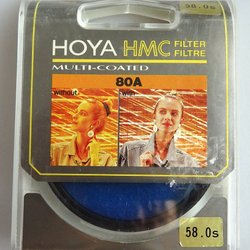 58.0s
HOYA HMC FILTER
FILTRE
MULTI-COATED
80A
without
with
58.0s